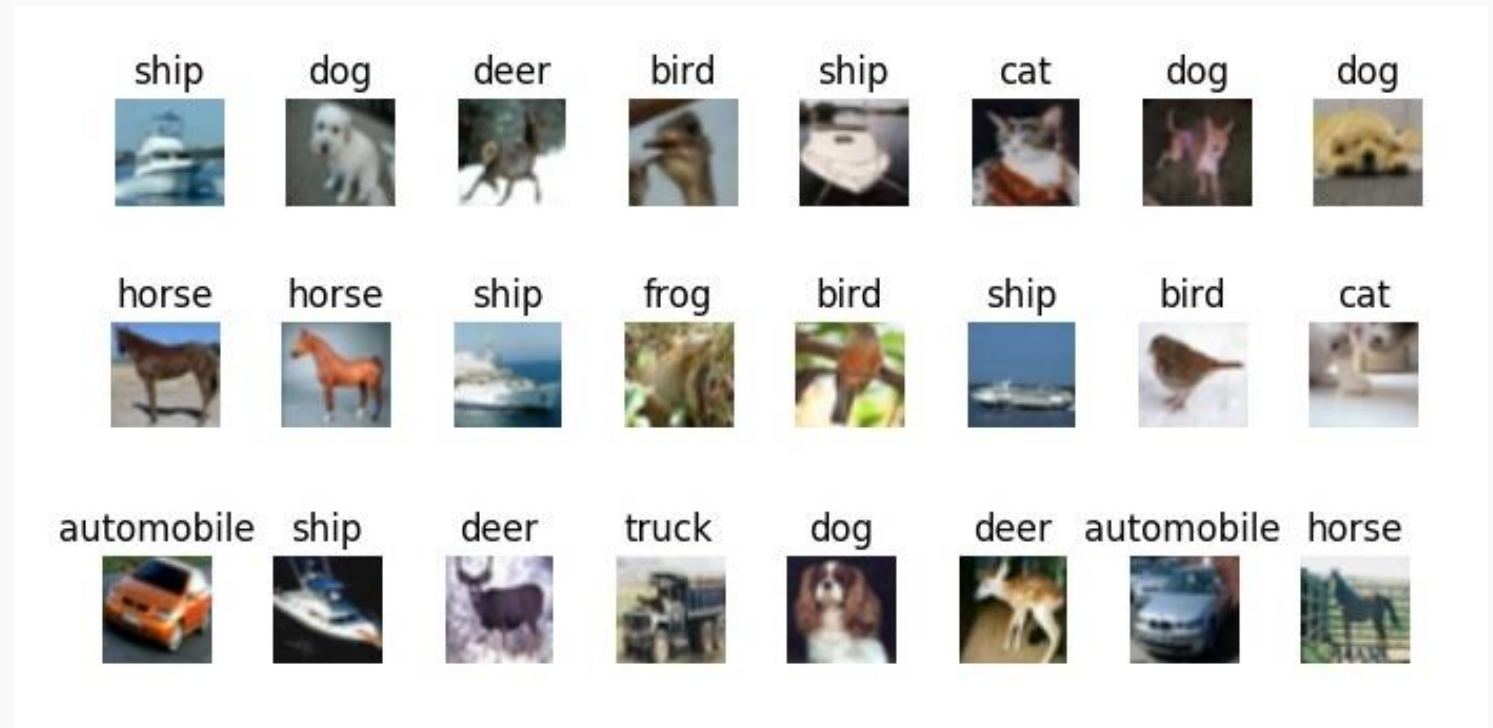 ship dog deer bird ship cat dog dog
horse horse ship frog bird ship bird cat
automobile ship deer truck dog deer automobile horse